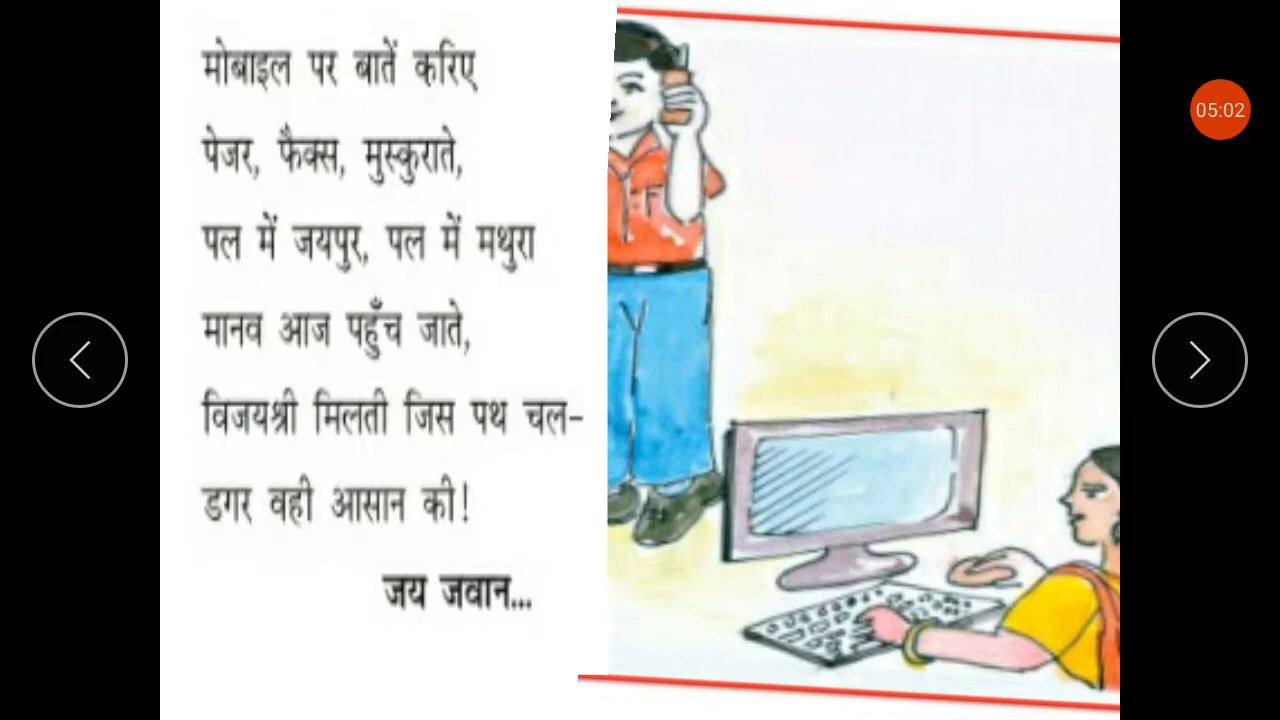 मोबाइल पर बातें करिए
पेजर, फैक्स, मुस्कुराते,
पल में जयपुर, पल में मथुरा
मानव आज पहुँच जाते,
विजयश्री मिलती जिस पथ चल-
डगर वही आसान की!
जय जवान...
05:02